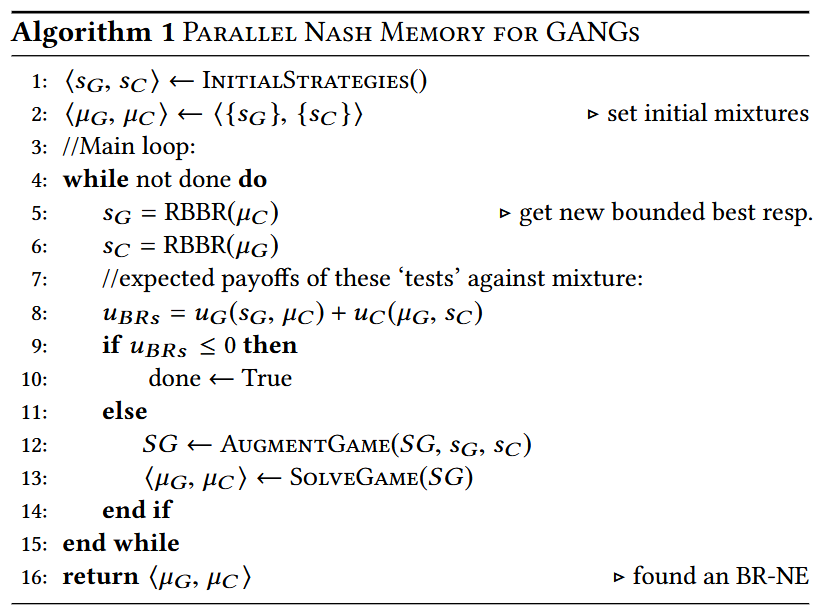 Algorithm 1 Parallel Nash Memory for GANGs
1: ⟨s_G, s_C⟩ ← InitialStrategies()
2: ⟨μ_G, μ_C⟩ ← ⟨{s_G}, {s_C}⟩ ▹ set initial mixtures
3: //Main loop:
4: while not done do
5: s_G = RBBR(μ_C) ▹ get new bounded best resp.
6: s_C = RBBR(μ_G)
7: //expected payoffs of these ‘tests’ against mixture:
8: u_BRs = u_G(s_G, μ_C) + u_C(μ_G, s_C)
9: if u_BRs ≤ 0 then
10: done ← True
11: else
12: SG ← AugmentGame(SG, s_G, s_C)
13: ⟨μ_G, μ_C⟩ ← SolveGame(SG)
14: end if
15: end while
16: return ⟨μ_G, μ_C⟩ ▹ found an BR-NE